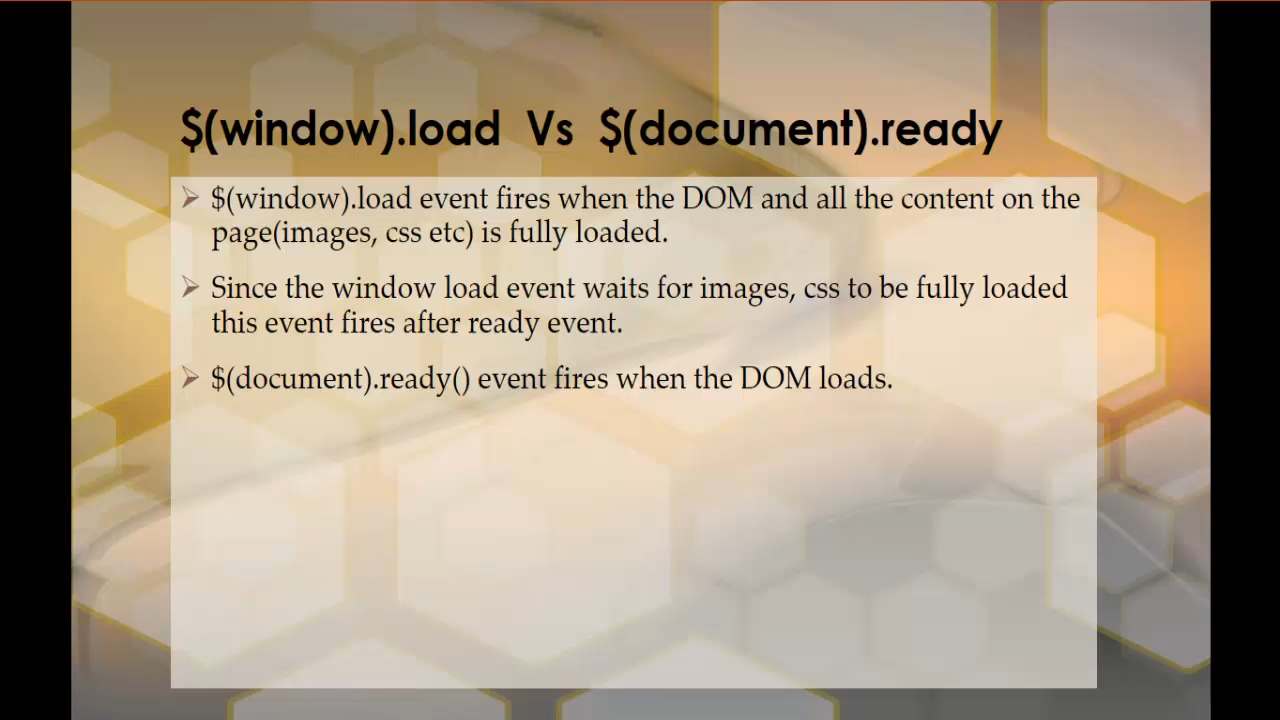 $(window).load Vs $(document).ready
$(window).load event fires when the DOM and all the content on the
page(images, css etc) is fully loaded.
Since the window load event waits for images, css to be fully loaded
this event fires after ready event.
$(document).ready() event fires when the DOM loads.